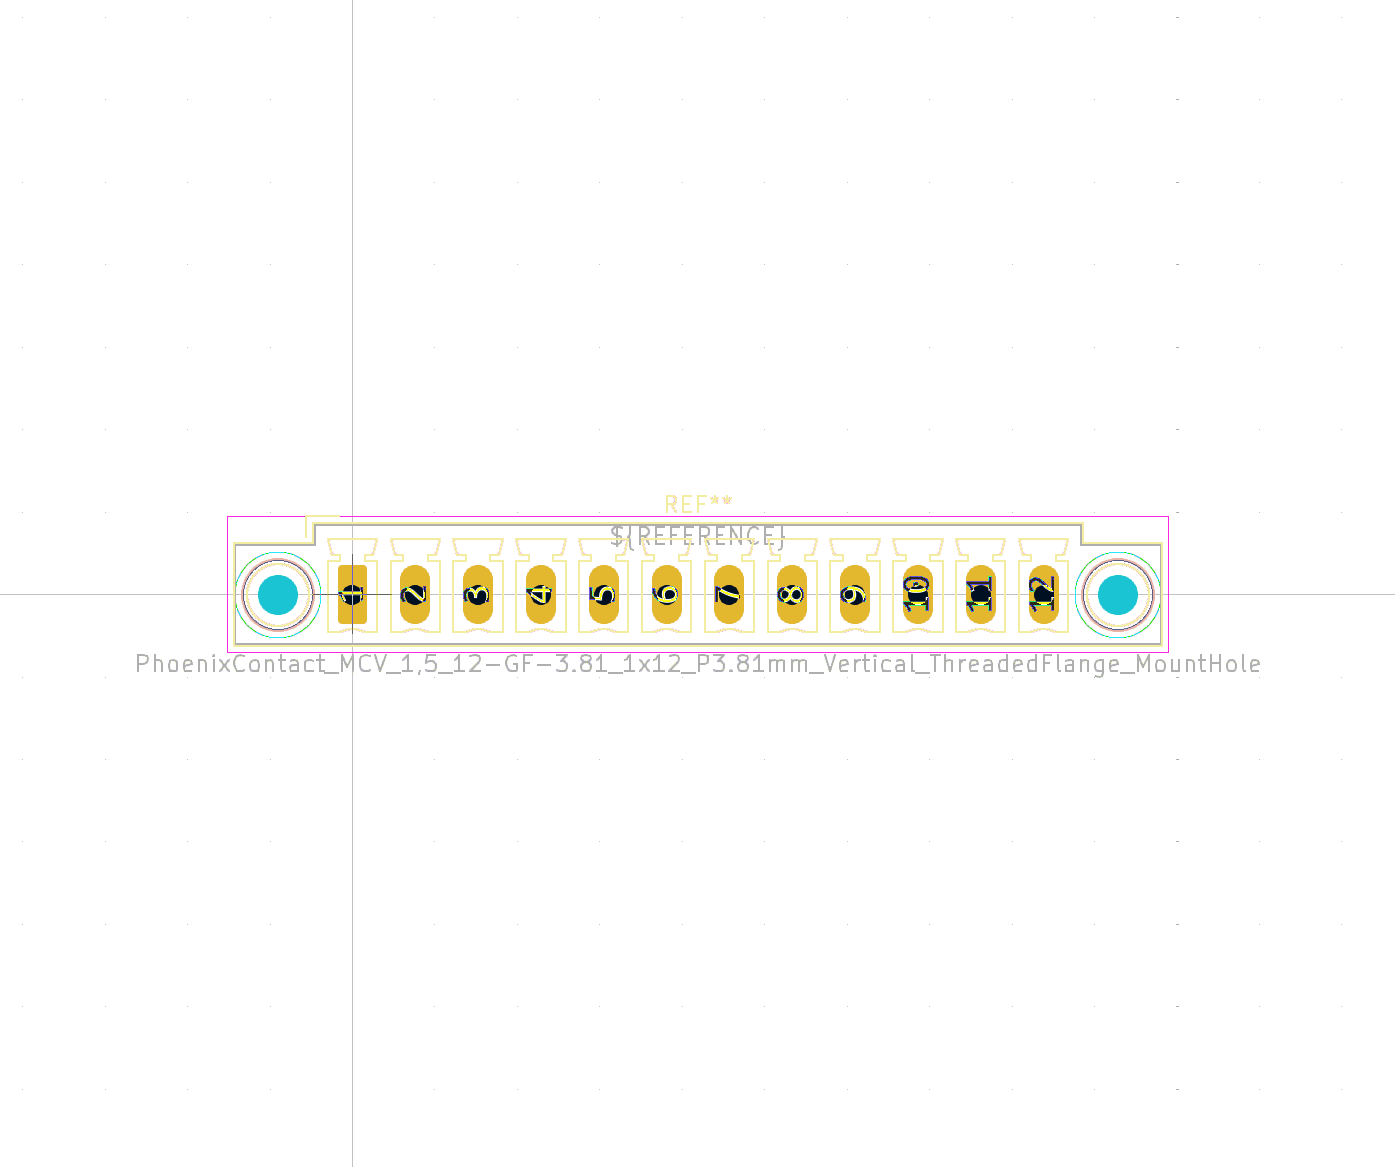 REF**
${REFERENCE}
1 2 3 4 5 6 7 8 9 10 11 12
PhoenixContact_MCV_1,5_12-GF-3.81_1x12_P3.81mm_Vertical_ThreadedFlange_MountHole